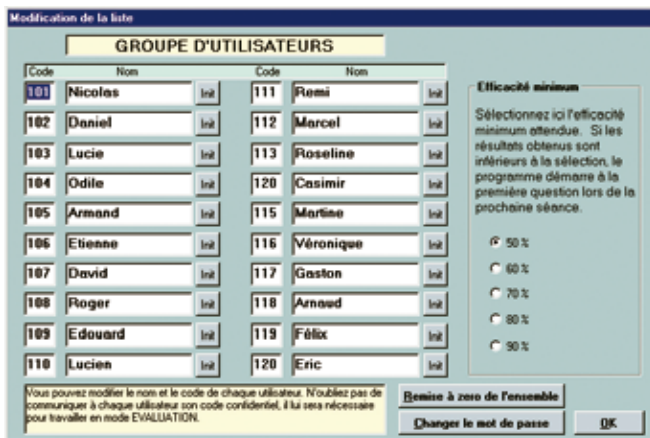 Modification de la liste
GROUPE D'UTILISATEURS
Code Nom Code Nom
101 Nicolas Init 111 Remi Init
102 Daniel Init 112 Marcel Init
103 Lucie Init 113 Roseline Init
104 Odile Init 120 Casimir Init
105 Armand Init 115 Martine Init
106 Etienne Init 116 Véronique Init
107 David Init 117 Gaston Init
108 Roger Init 118 Arnaud Init
109 Edouard Init 119 Félix Init
110 Lucien Init 120 Eric Init
Efficacité minimum
Sélectionnez ici l'efficacité
minimum attendue. Si les
résultats obtenus sont
inférieurs à la sélection, le
programme démarre à la
première question lors de la
prochaine séance.
50 %
60 %
70 %
80 %
90 %
Vous pouvez modifier le nom et le code de chaque utilisateur. N'oubliez pas de
communiquer à chaque utilisateur son code confidentiel, il lui sera nécessaire
pour travailler en mode EVALUATION.
Remise à zero de l'ensemble
Changer le mot de passe
OK